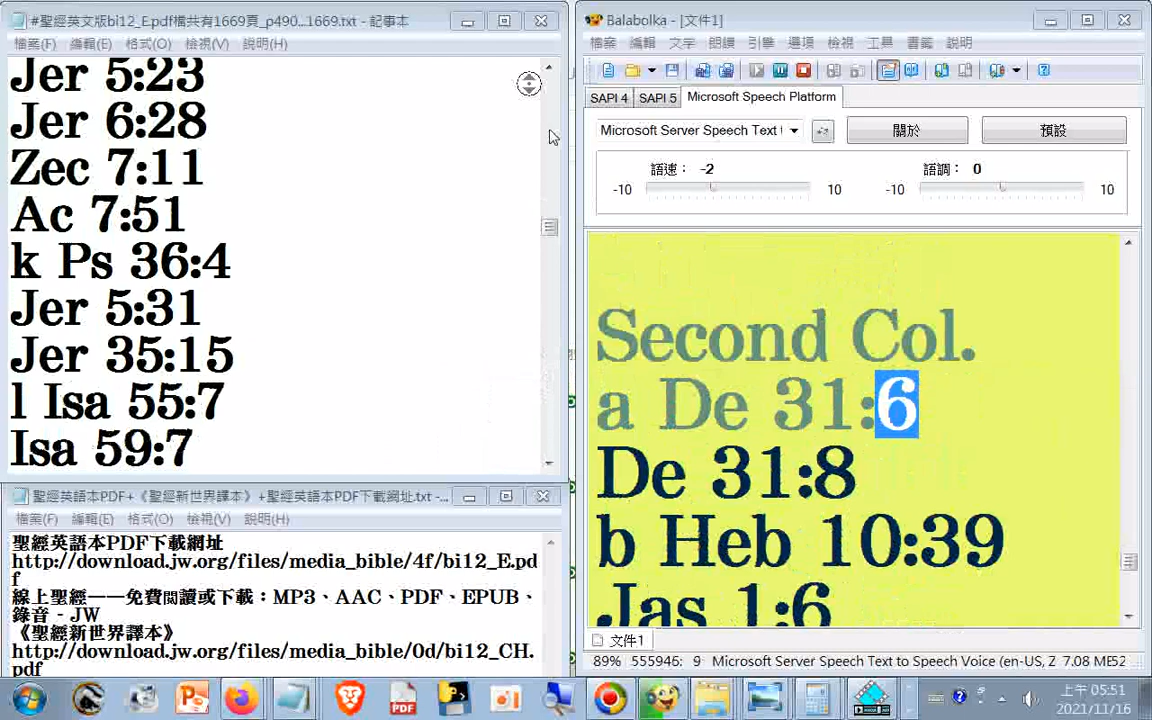 #聖經英文版bi12_E.pdf檔共有1669頁_p490...1669.txt - 記事本
檔案(F) 編輯(E) 格式(O) 檢視(V) 說明(H)
Jer 5:23
Jer 6:28
Zec 7:11
Ac 7:51
k Ps 36:4
Jer 5:31
Jer 35:15
l Isa 55:7
Isa 59:7
聖經英語本PDF+《聖經新世界譯本》+聖經英語本PDF下載網址.txt - ...
檔案(F) 編輯(E) 格式(O) 檢視(V) 說明(H)
聖經英語本PDF下載網址
http://download.jw.org/files/media_bible/4f/bi12_E.pd
f
線上聖經——免費閱讀或下載：MP3、AAC、PDF、EPUB、
錄音 - JW
《聖經新世界譯本》
http://download.jw.org/files/media_bible/0d/bi12_CH.
pdf
Balabolka - [文件1]
檔案 編輯 文字 朗讀 引擎 選項 檢視 工具 書籤 說明
SAPI 4 SAPI 5 Microsoft Speech Platform
Microsoft Server Speech Text 關於 預設
語速： -2 語調： 0
-10 10 -10 10
Second Col.
a De 31:6
De 31:8
b Heb 10:39
Jas 1:6
文件1
89% 555946: 9 Microsoft Server Speech Text to Speech Voice (en-US, Z 7.08 ME52
上午 05:51
2021/11/16